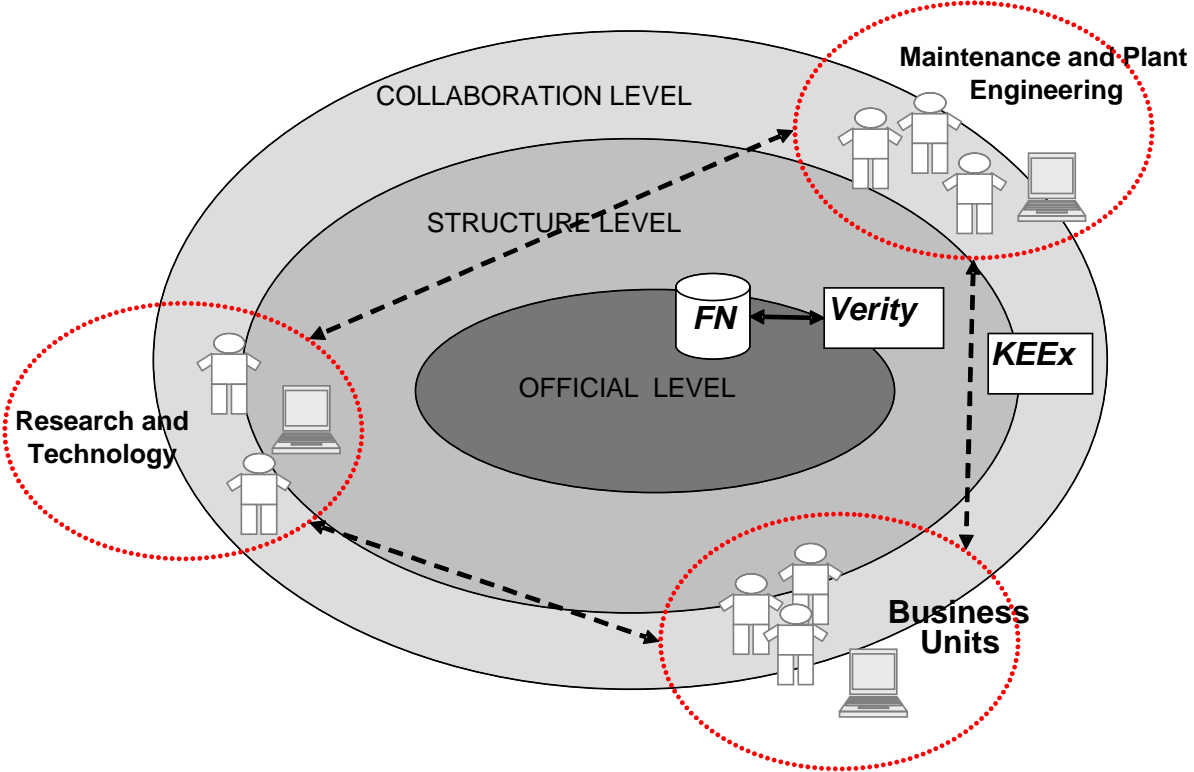 Maintenance and Plant
Engineering
COLLABORATION LEVEL
STRUCTURE LEVEL
FN
Verity
KEEx
OFFICIAL LEVEL
Research and
Technology
Business
Units